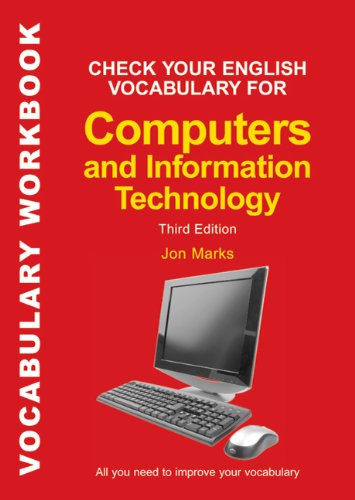 VOCABULARY WORKBOOK
CHECK YOUR ENGLISH
VOCABULARY FOR
Computers
and Information
Technology
Third Edition
Jon Marks
All you need to improve your vocabulary